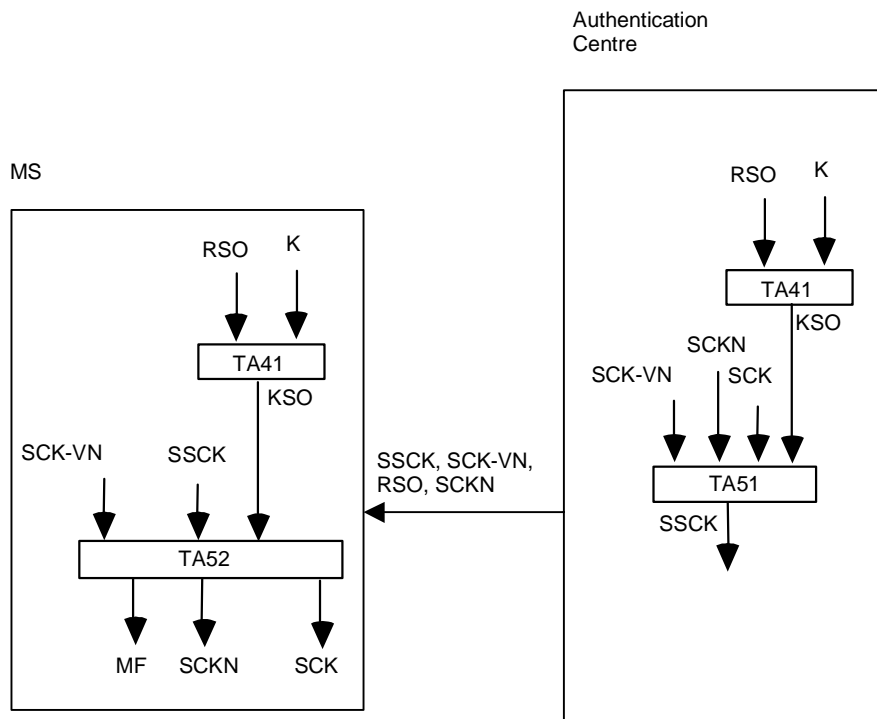 Authentication
Centre
MS
RSO K
TA41
KSO
SCK-VN SSCK
TA52
MF SCKN SCK
SSCK, SCK-VN,
RSO, SCKN
RSO K
TA41
KSO
SCKN
SCK-VN SCK
TA51
SSCK